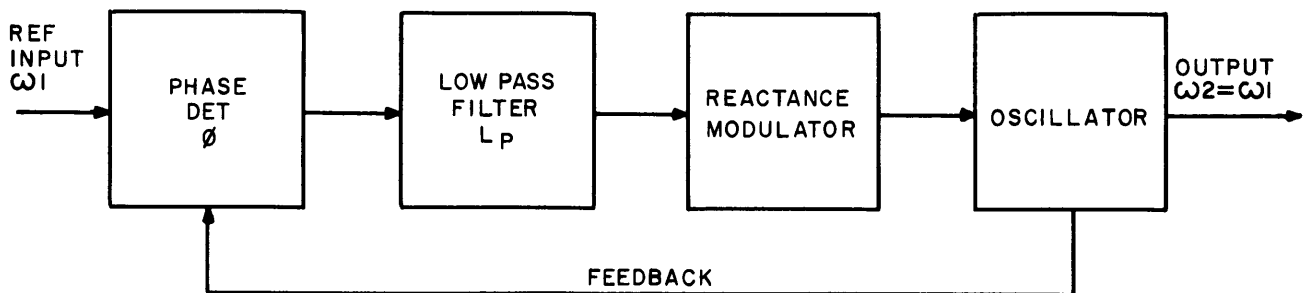 REF
INPUT
ω1
PHASE
DET
Ø
LOW PASS
FILTER
LP
REACTANCE
MODULATOR
OSCILLATOR
OUTPUT
ω2=ω1
FEEDBACK